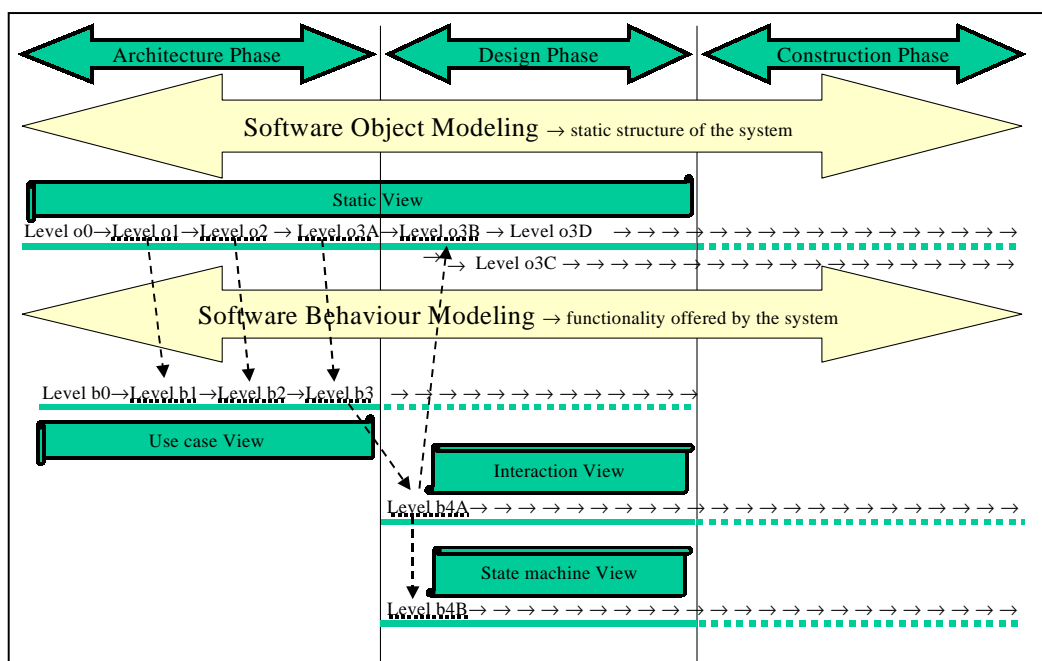 Architecture Phase Design Phase Construction Phase
Software Object Modeling → static structure of the system
Static View
Level o0→Level o1→Level o2 → Level o3A→Level o3B → Level o3D → → → → → → → → → → → →
→ → Level o3C → → → → → → → → → → → → → →
Software Behaviour Modeling → functionality offered by the system
Level b0→Level b1→Level b2→Level b3 → → → → → → → → → → →
Use case View
Interaction View
Level b4A→ → → → → → → → → → → → → → → → → →
State machine View
Level b4B→ → → → → → → → → → → → → → → → → →